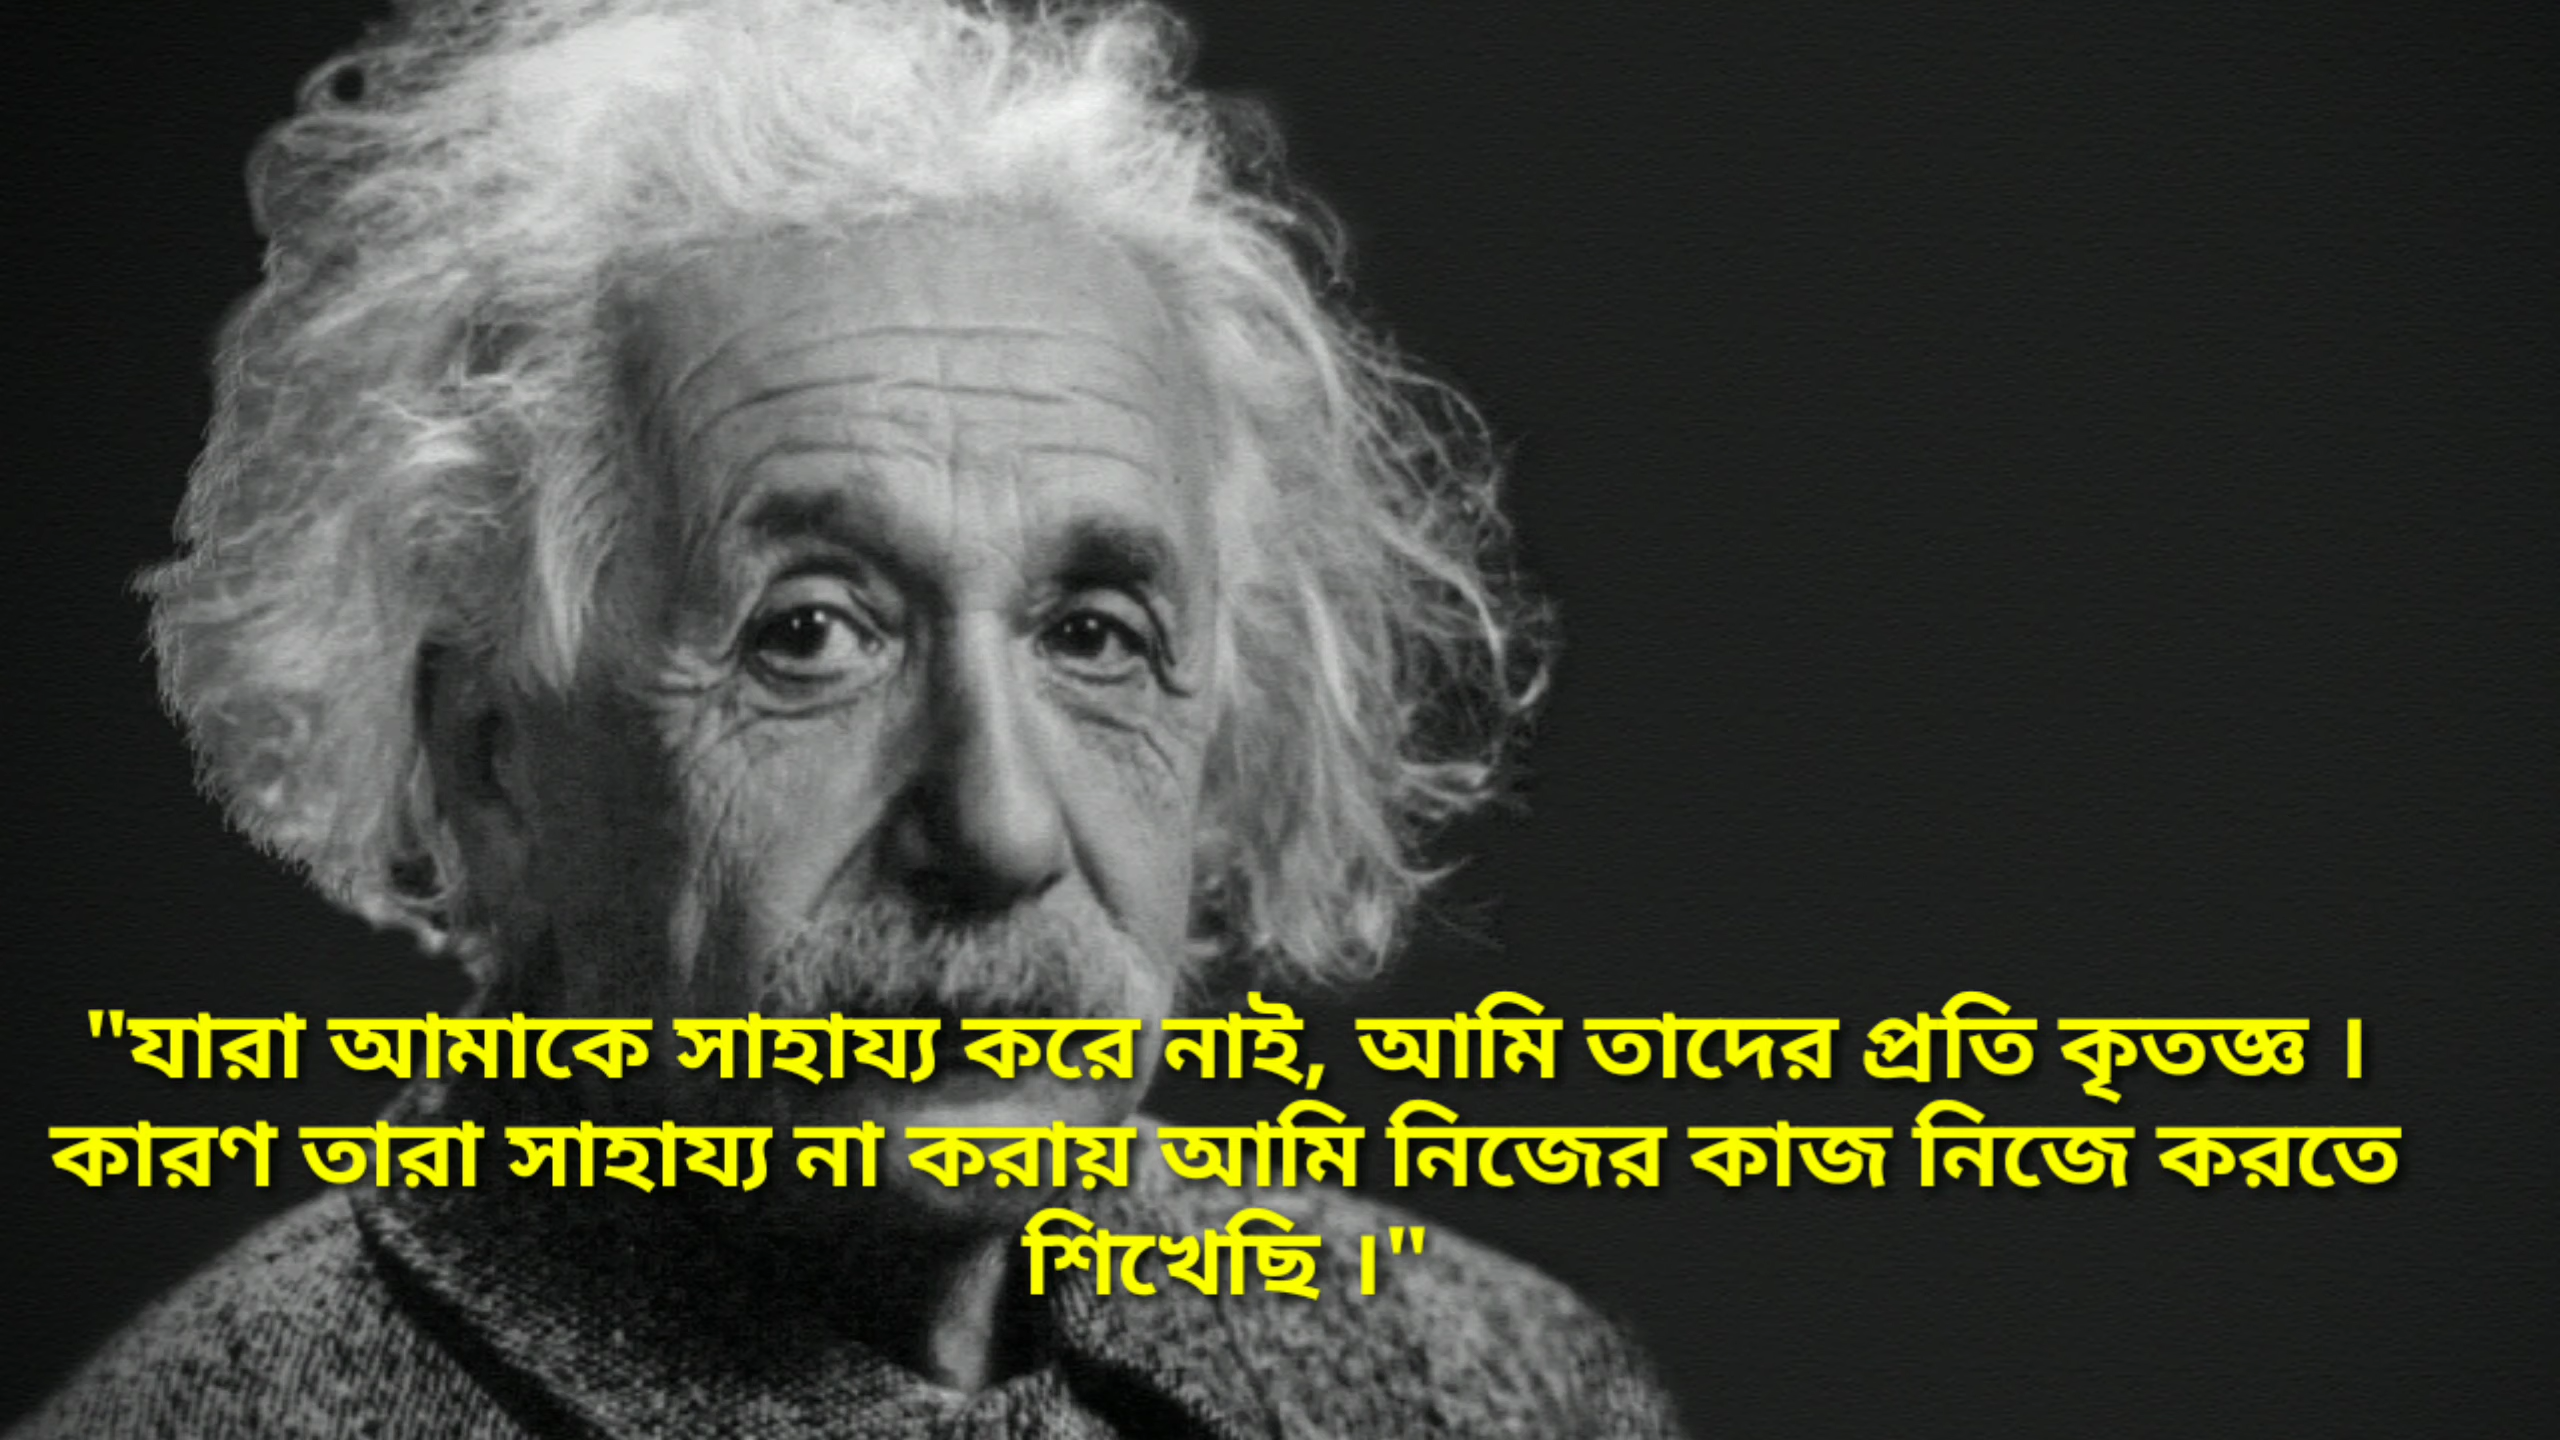 "যারা আমাকে সাহায্য করে নাই, আমি তাদের প্রতি কৃতজ্ঞ ।
কারণ তারা সাহায্য না করায় আমি নিজের কাজ নিজে করতে
শিখেছি ।"